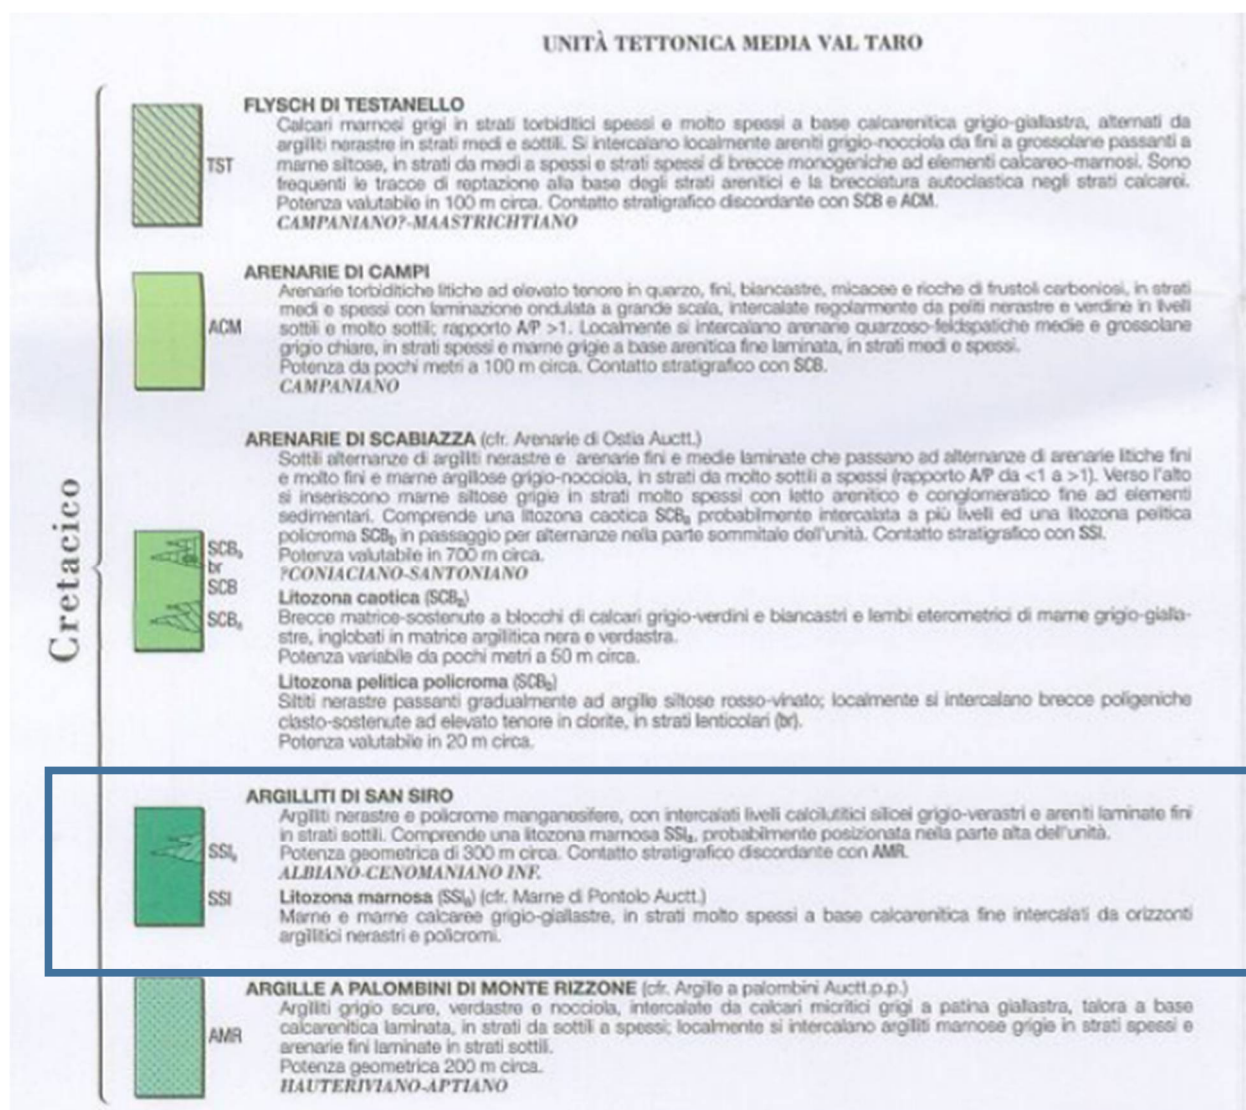 UNITÀ TETTONICA MEDIA VAL TARO
Cretacico
FLYSCH DI TESTANELLO
Calcari marnosi grigi in strati torbiditici spessi e molto spessi a base calcarenitica grigio-giallastra, alternati da
argilliti nerastre in strati medi e sottili. Si intercalano localmente areniti grigio-nocciola da fini a grossolane passanti a
marne siltose, in strati da medi a spessi e strati spessi di brecce monogeniche ad elementi calcareo-marnosi. Sono
frequenti le tracce di reptazione alla base degli strati arenitici e la brecciatura autoclastica negli strati calcarei.
TST
Potenza valutabile in 100 m circa. Contatto stratigrafico discordante con SCB e ACM.
CAMPANIANO?-MAASTRICHTIANO
ARENARIE DI CAMPI
Arenarie torbiditiche litiche ad elevato tenore in quarzo, fini, biancastre, micacee e ricche di frustoli carboniosi, in strati
medi e spessi con laminazione ondulata a grande scala, intercalate regolarmente da peliti nerastre e verdine in livelli
ACM
sottili e molto sottili; rapporto A/P >1. Localmente si intercalano arenarie quarzoso-feldspatiche medie e grossolane
grigio chiare, in strati spessi e marne grigie a base arenitica fine laminata, in strati medi e spessi.
Potenza da pochi metri a 100 m circa. Contatto stratigrafico con SCB.
CAMPANIANO
ARENARIE DI SCABIAZZA (cfr. Arenarie di Ostia Auctt.)
Sottili alternanze di argilliti nerastre e arenarie fini e medie laminate che passano ad alternanze di arenarie litiche fini
e molto fini e marne argillose grigio-nocciola, in strati da molto sottili a spessi (rapporto A/P da <1 a >1). Verso l'alto
si inseriscono marne siltose grigie in strati molto spessi con letto arenitico e conglomeratico fine ad elementi
sedimentari. Comprende una litozona caotica SCBa probabilmente intercalata a più livelli ed una litozona pelitica
policroma SCBb in passaggio per alternanze nella parte sommitale dell'unità. Contatto stratigrafico con SSI.
SCBb
br
SCB
SCBa
Potenza valutabile in 700 m circa.
?CONIACIANO-SANTONIANO
Litozona caotica (SCBa)
Brecce matrice-sostenute a blocchi di calcari grigio-verdini e biancastri e lembi eterometrici di marne grigio-gialla-
stre, inglobati in matrice argillitica nera e verdastra.
Potenza variabile da pochi metri a 50 m circa.
Litozona pelitica policroma (SCBb)
Siltiti nerastre passanti gradualmente ad argille siltose rosso-vinato; localmente si intercalano brecce poligeniche
clasto-sostenute ad elevato tenore in clorite, in strati lenticolari (br).
Potenza valutabile in 20 m circa.
ARGILLITI DI SAN SIRO
Argilliti nerastre e policrome manganesifere, con intercalati livelli calcilutitici silicei grigio-verastri e areniti laminate fini
in strati sottili. Comprende una litozona marnosa SSIa, probabilmente posizionata nella parte alta dell'unità.
SSIa
SSI
Potenza geometrica di 300 m circa. Contatto stratigrafico discordante con AMR.
ALBIANO-CENOMANIANO INF.
Litozona marnosa (SSIa) (cfr. Marne di Pontolo Auctt.)
Marne e marne calcaree grigio-giallastre, in strati molto spessi a base calcarenitica fine intercalati da orizzonti
argillitici nerastri e policromi.
ARGILLE A PALOMBINI DI MONTE RIZZONE (cfr. Argille a palombini Auctt.p.p.)
Argilliti grigio scure, verdastre e nocciola, intercalate da calcari micritici grigi a patina giallastra, talora a base
calcarenitica laminata, in strati da sottili a spessi; localmente si intercalano argilliti marnose grigie in strati spessi e
AMR
arenarie fini laminate in strati sottili.
Potenza geometrica 200 m circa.
HAUTERIVIANO-APTIANO